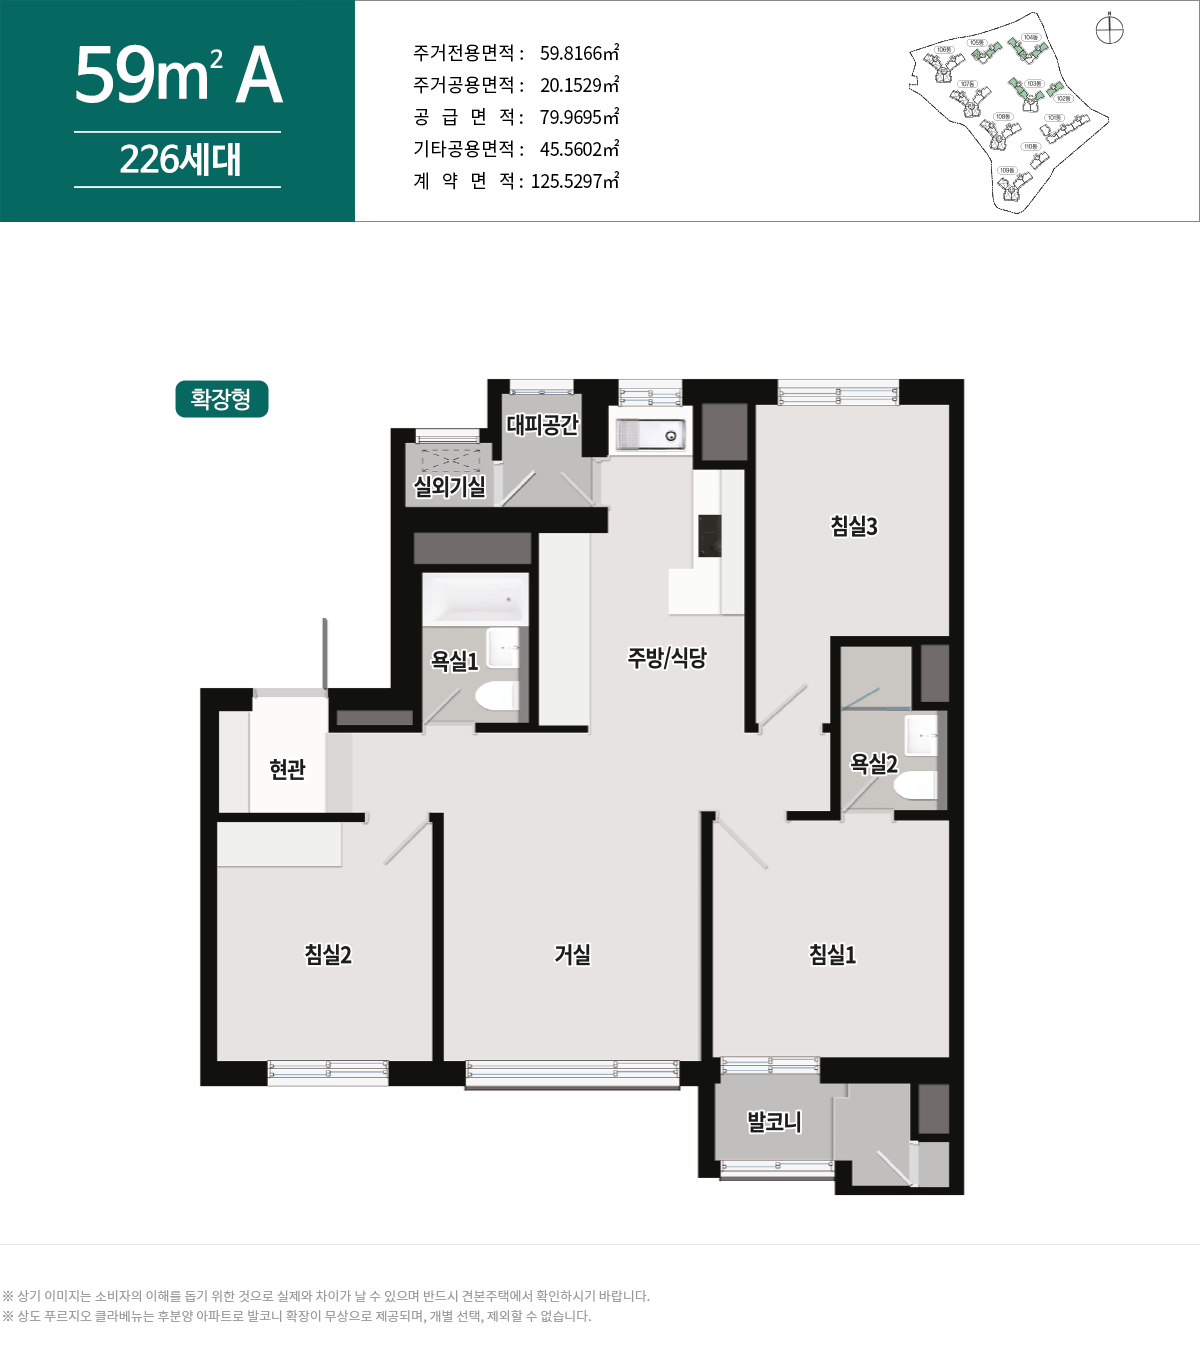 59m² A
226세대
주거전용면적 : 59.8166㎡
주거공용면적 : 20.1529㎡
공 급 면 적 : 79.9695㎡
기타공용면적 : 45.5602㎡
계 약 면 적 : 125.5297㎡
N
104동
105동
106동
103동
107동
102동
108동
101동
110동
109동
확장형
대피공간
실외기실
침실3
주방/식당
욕실1
욕실2
현관
침실2
거실
침실1
발코니
※ 상기 이미지는 소비자의 이해를 돕기 위한 것으로 실제와 차이가 날 수 있으며 반드시 견본주택에서 확인하시기 바랍니다.
※ 상도 푸르지오 클라베뉴는 후분양 아파트로 발코니 확장이 무상으로 제공되며, 개별 선택, 제외할 수 없습니다.